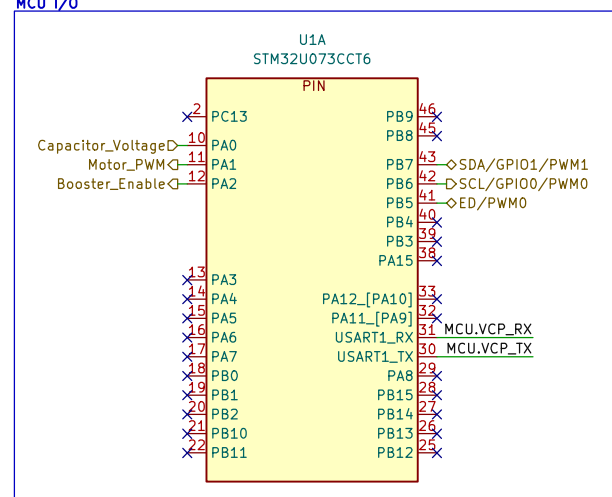 MCU I/O
U1A
STM32U073CCT6
PIN
2 PC13
PB9 46
PB8 45
Capacitor_Voltage 10 PA0
Motor_PWM 11 PA1
PB7 43 SDA/GPIO1/PWM1
Booster_Enable 12 PA2
PB6 42 SCL/GPIO0/PWM0
PB5 41 ED/PWM0
PB4 40
PB3 39
PA15 38
13 PA3
14 PA4
PA12_[PA10] 33
15 PA5
PA11_[PA9] 32
16 PA6
USART1_RX 31 MCU.VCP_RX
17 PA7
USART1_TX 30 MCU.VCP_TX
18 PB0
PA8 29
19 PB1
PB15 28
20 PB2
PB14 27
21 PB10
PB13 26
22 PB11
PB12 25